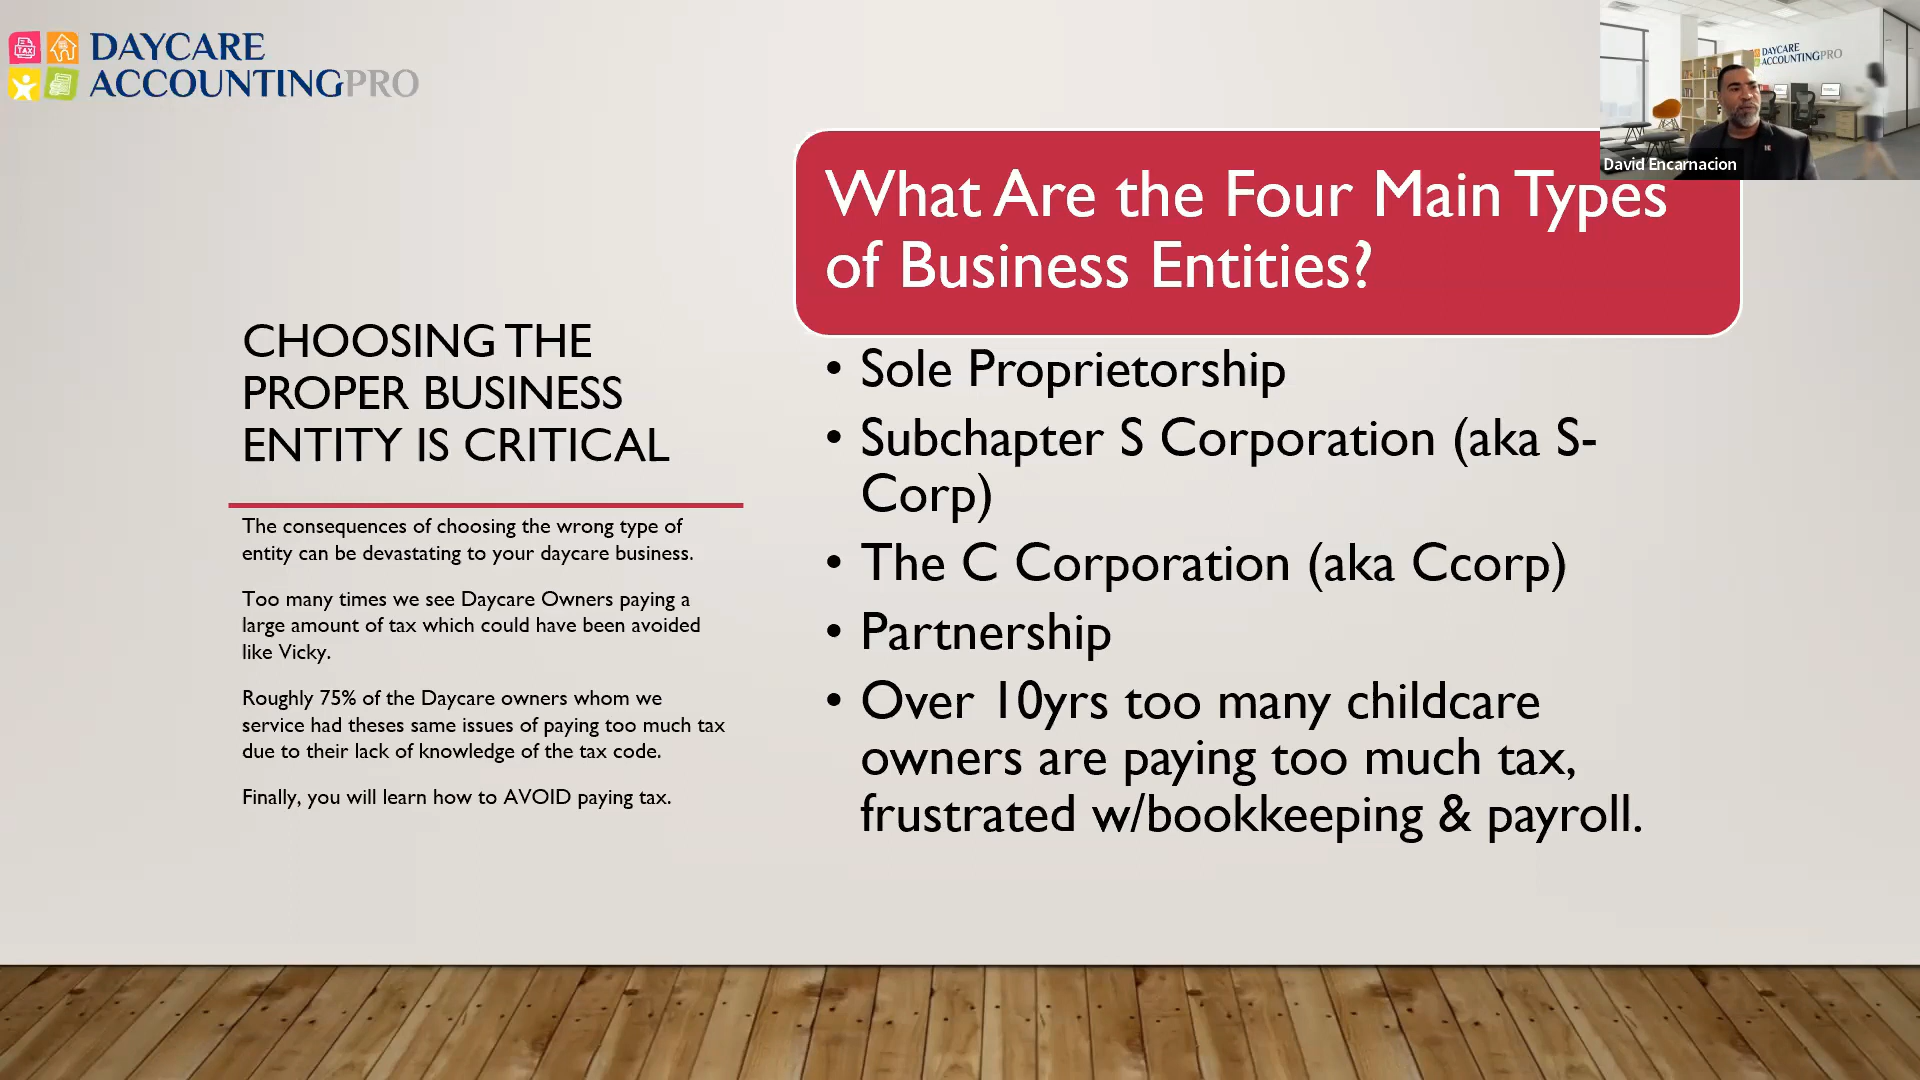 DAYCARE
ACCOUNTINGPRO
TAX
DAYCARE
ACCOUNTINGPRO
David Encarnacion
What Are the Four Main Types
of Business Entities?
CHOOSING THE
PROPER BUSINESS
ENTITY IS CRITICAL
The consequences of choosing the wrong type of
entity can be devastating to your daycare business.
Too many times we see Daycare Owners paying a
large amount of tax which could have been avoided
like Vicky.
Roughly 75% of the Daycare owners whom we
service had theses same issues of paying too much tax
due to their lack of knowledge of the tax code.
Finally, you will learn how to AVOID paying tax.
• Sole Proprietorship
• Subchapter S Corporation (aka S-
Corp)
• The C Corporation (aka Ccorp)
• Partnership
• Over 10yrs too many childcare
owners are paying too much tax,
frustrated w/bookkeeping & payroll.